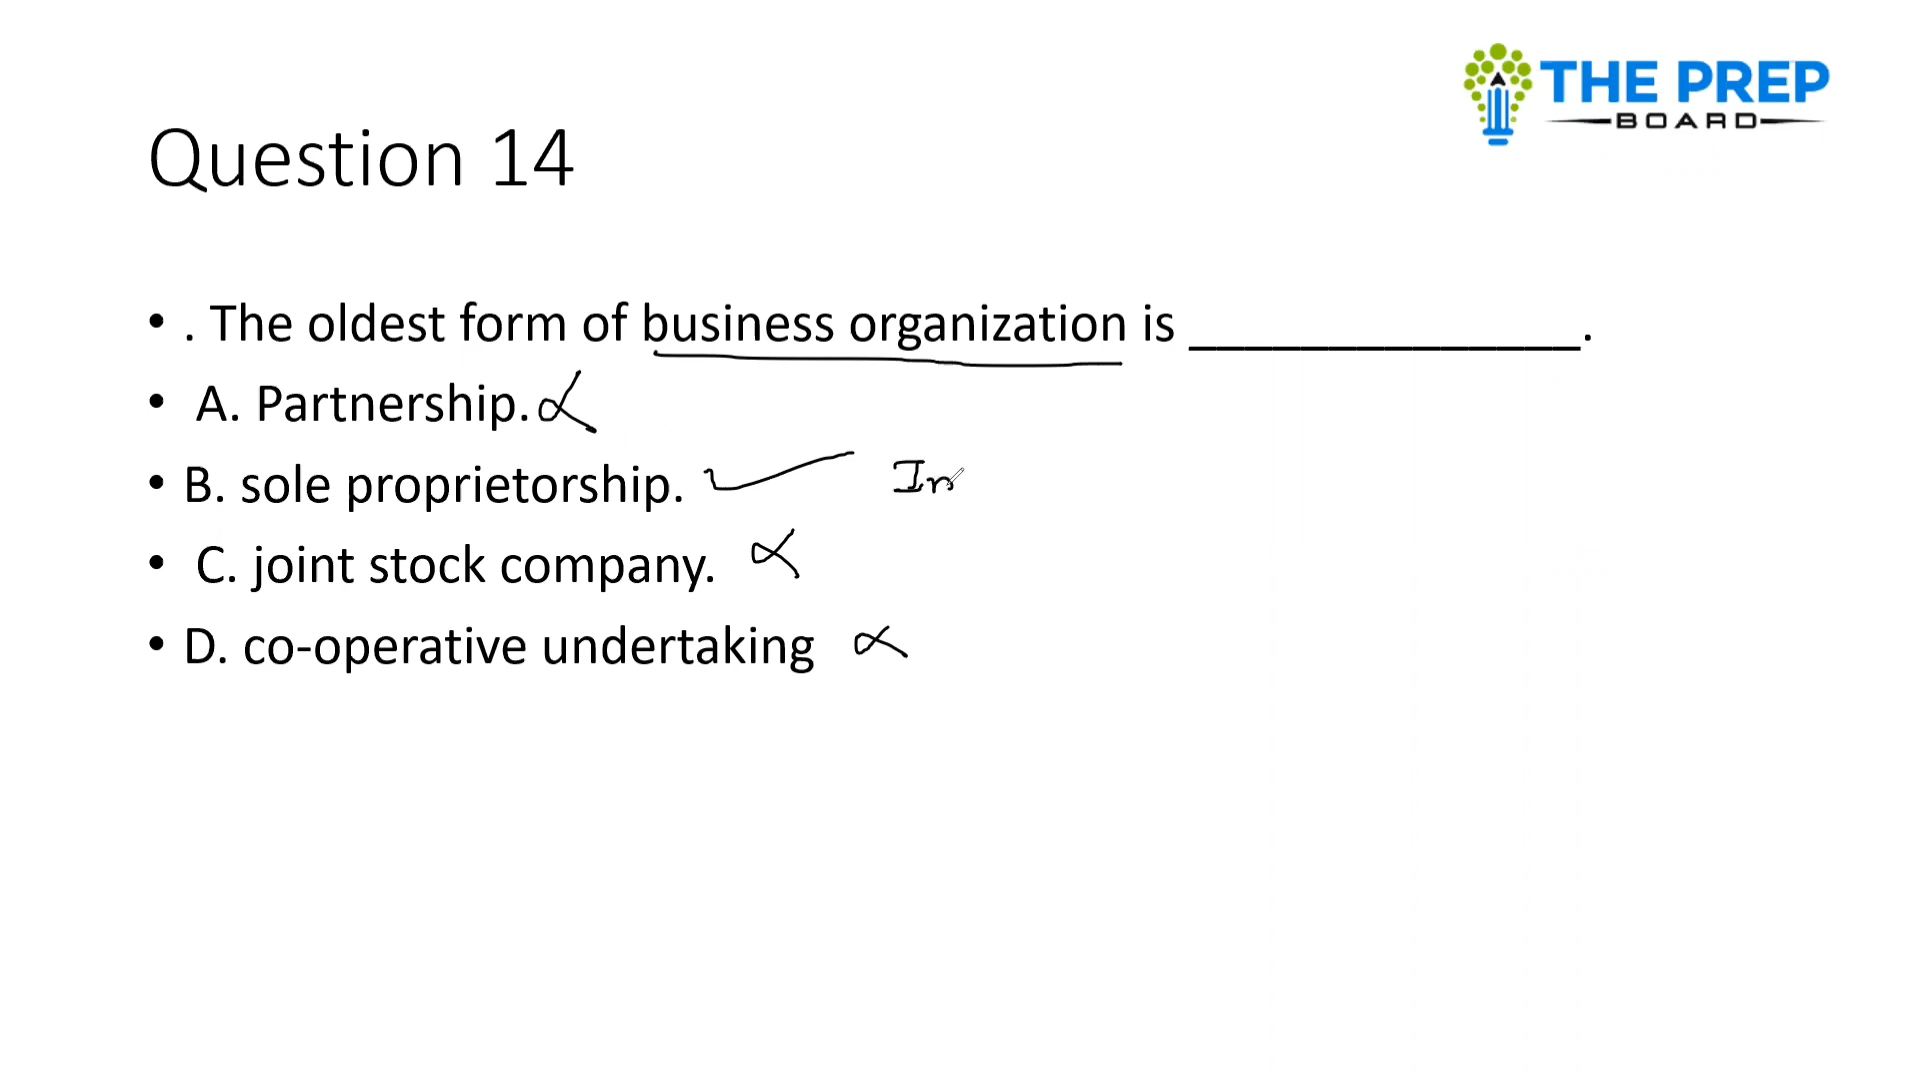 THE PREP
BOARD
Question 14
• . The oldest form of business organization is _______________.
• A. Partnership.
• B. sole proprietorship. In
• C. joint stock company.
• D. co-operative undertaking